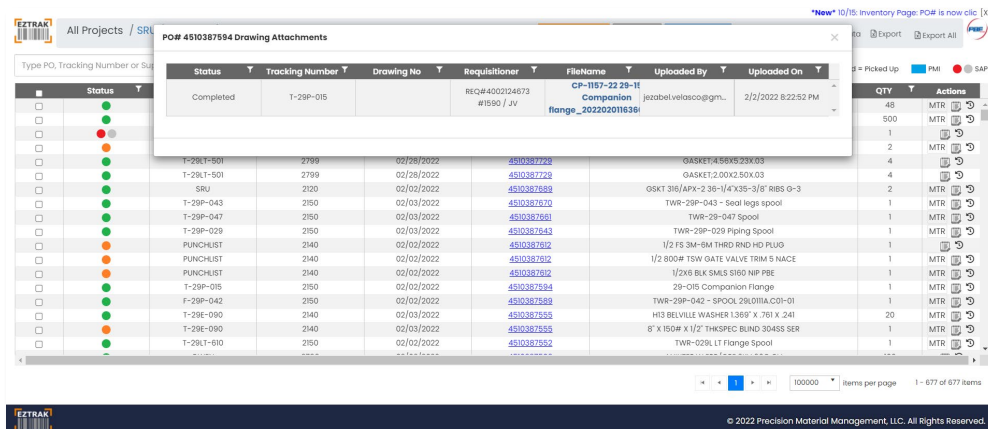 *New* 10/15: Inventory Page: PO# is now clic [X
EZTRAK
All Projects / SRU
Export Export All
PBE
PO# 4510387594 Drawing Attachments
Type PO, Tracking Number or Sup
d = Picked Up PMI SAP
Status Tracking Number Drawing No Requisitioner FileName Uploaded By Uploaded On
Completed T-29P-015 REQ#4002124673 #1590 / JV CP-1157-22 29-15 Companion jezabel.velasco@gm... 2/2/2022 8:22:52 PM
Status QTY Actions
48 MTR
500 MTR
1
2 MTR
T-29LT-501 2799 02/28/2022 4510387729 GASKET;4.56X5.23X.03 4
T-29LT-501 2799 02/28/2022 4510387729 GASKET;2.00X2.50X.03 4
SRU 2120 02/02/2022 4510387689 GSKT 316/APX-2 36-1/4"X35-3/8" RIBS G-3 2 MTR
T-29P-043 2150 02/03/2022 4510387670 TWR-29P-043 - Seal legs spool 1 MTR
T-29P-047 2150 02/03/2022 4510387661 TWR-29-047 Spool 1 MTR
T-29P-029 2150 02/03/2022 4510387643 TWR-29P-029 Piping Spool 1 MTR
PUNCHLIST 2140 02/02/2022 4510387612 1/2 FS 3M-6M THRD RND HD PLUG 1
PUNCHLIST 2140 02/02/2022 4510387612 1/2 800# TSW GATE VALVE TRIM 5 NACE 1 MTR
PUNCHLIST 2140 02/02/2022 4510387612 1/2X6 BLK SMLS S160 NIP PBE 1 MTR
T-29P-015 2150 02/02/2022 4510387594 29-O15 Companion Flange 1 MTR
F-29P-042 2150 02/02/2022 4510387589 TWR-29P-042 - SPOOL 29L0111A.C01-01 1 MTR
T-29E-090 2140 02/03/2022 4510387555 H13 BELVILLE WASHER 1.369" X .761 X .241 20 MTR
T-29E-090 2140 02/03/2022 4510387555 8" X 150# X 1/2" THKSPEC BLIND 304SS SER 1 MTR
T-29LT-610 2150 02/02/2022 4510387552 TWR-029L LT Flange Spool 1 MTR
1 100000 items per page 1 - 677 of 677 items
EZTRAK
© 2022 Precision Material Management, LLC. All Rights Reserved.